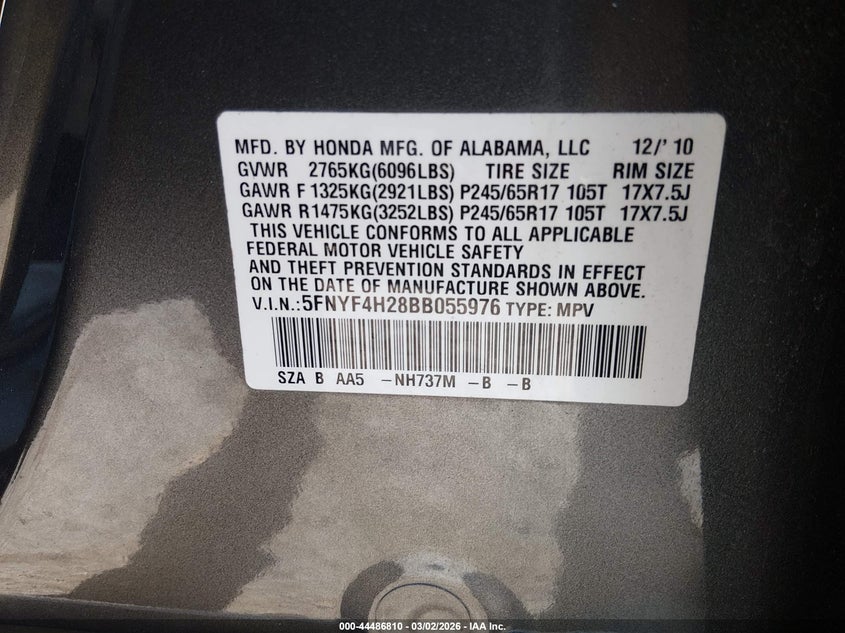 MFD. BY HONDA MFG. OF ALABAMA, LLC 12/'10
GVWR 2765KG(6096LBS) TIRE SIZE RIM SIZE
GAWR F 1325KG(2921LBS) P245/65R17 105T 17X7.5J
GAWR R1475KG(3252LBS) P245/65R17 105T 17X7.5J
THIS VEHICLE CONFORMS TO ALL APPLICABLE
FEDERAL MOTOR VEHICLE SAFETY
AND THEFT PREVENTION STANDARDS IN EFFECT
ON THE DATE OF MANUFACTURE SHOWN ABOVE.
V.I.N.:5FNYF4H28BB055976 TYPE: MPV
SZA B AA5 -NH737M -B -B
000-44486810 - 03/02/2026 - IAA Inc.